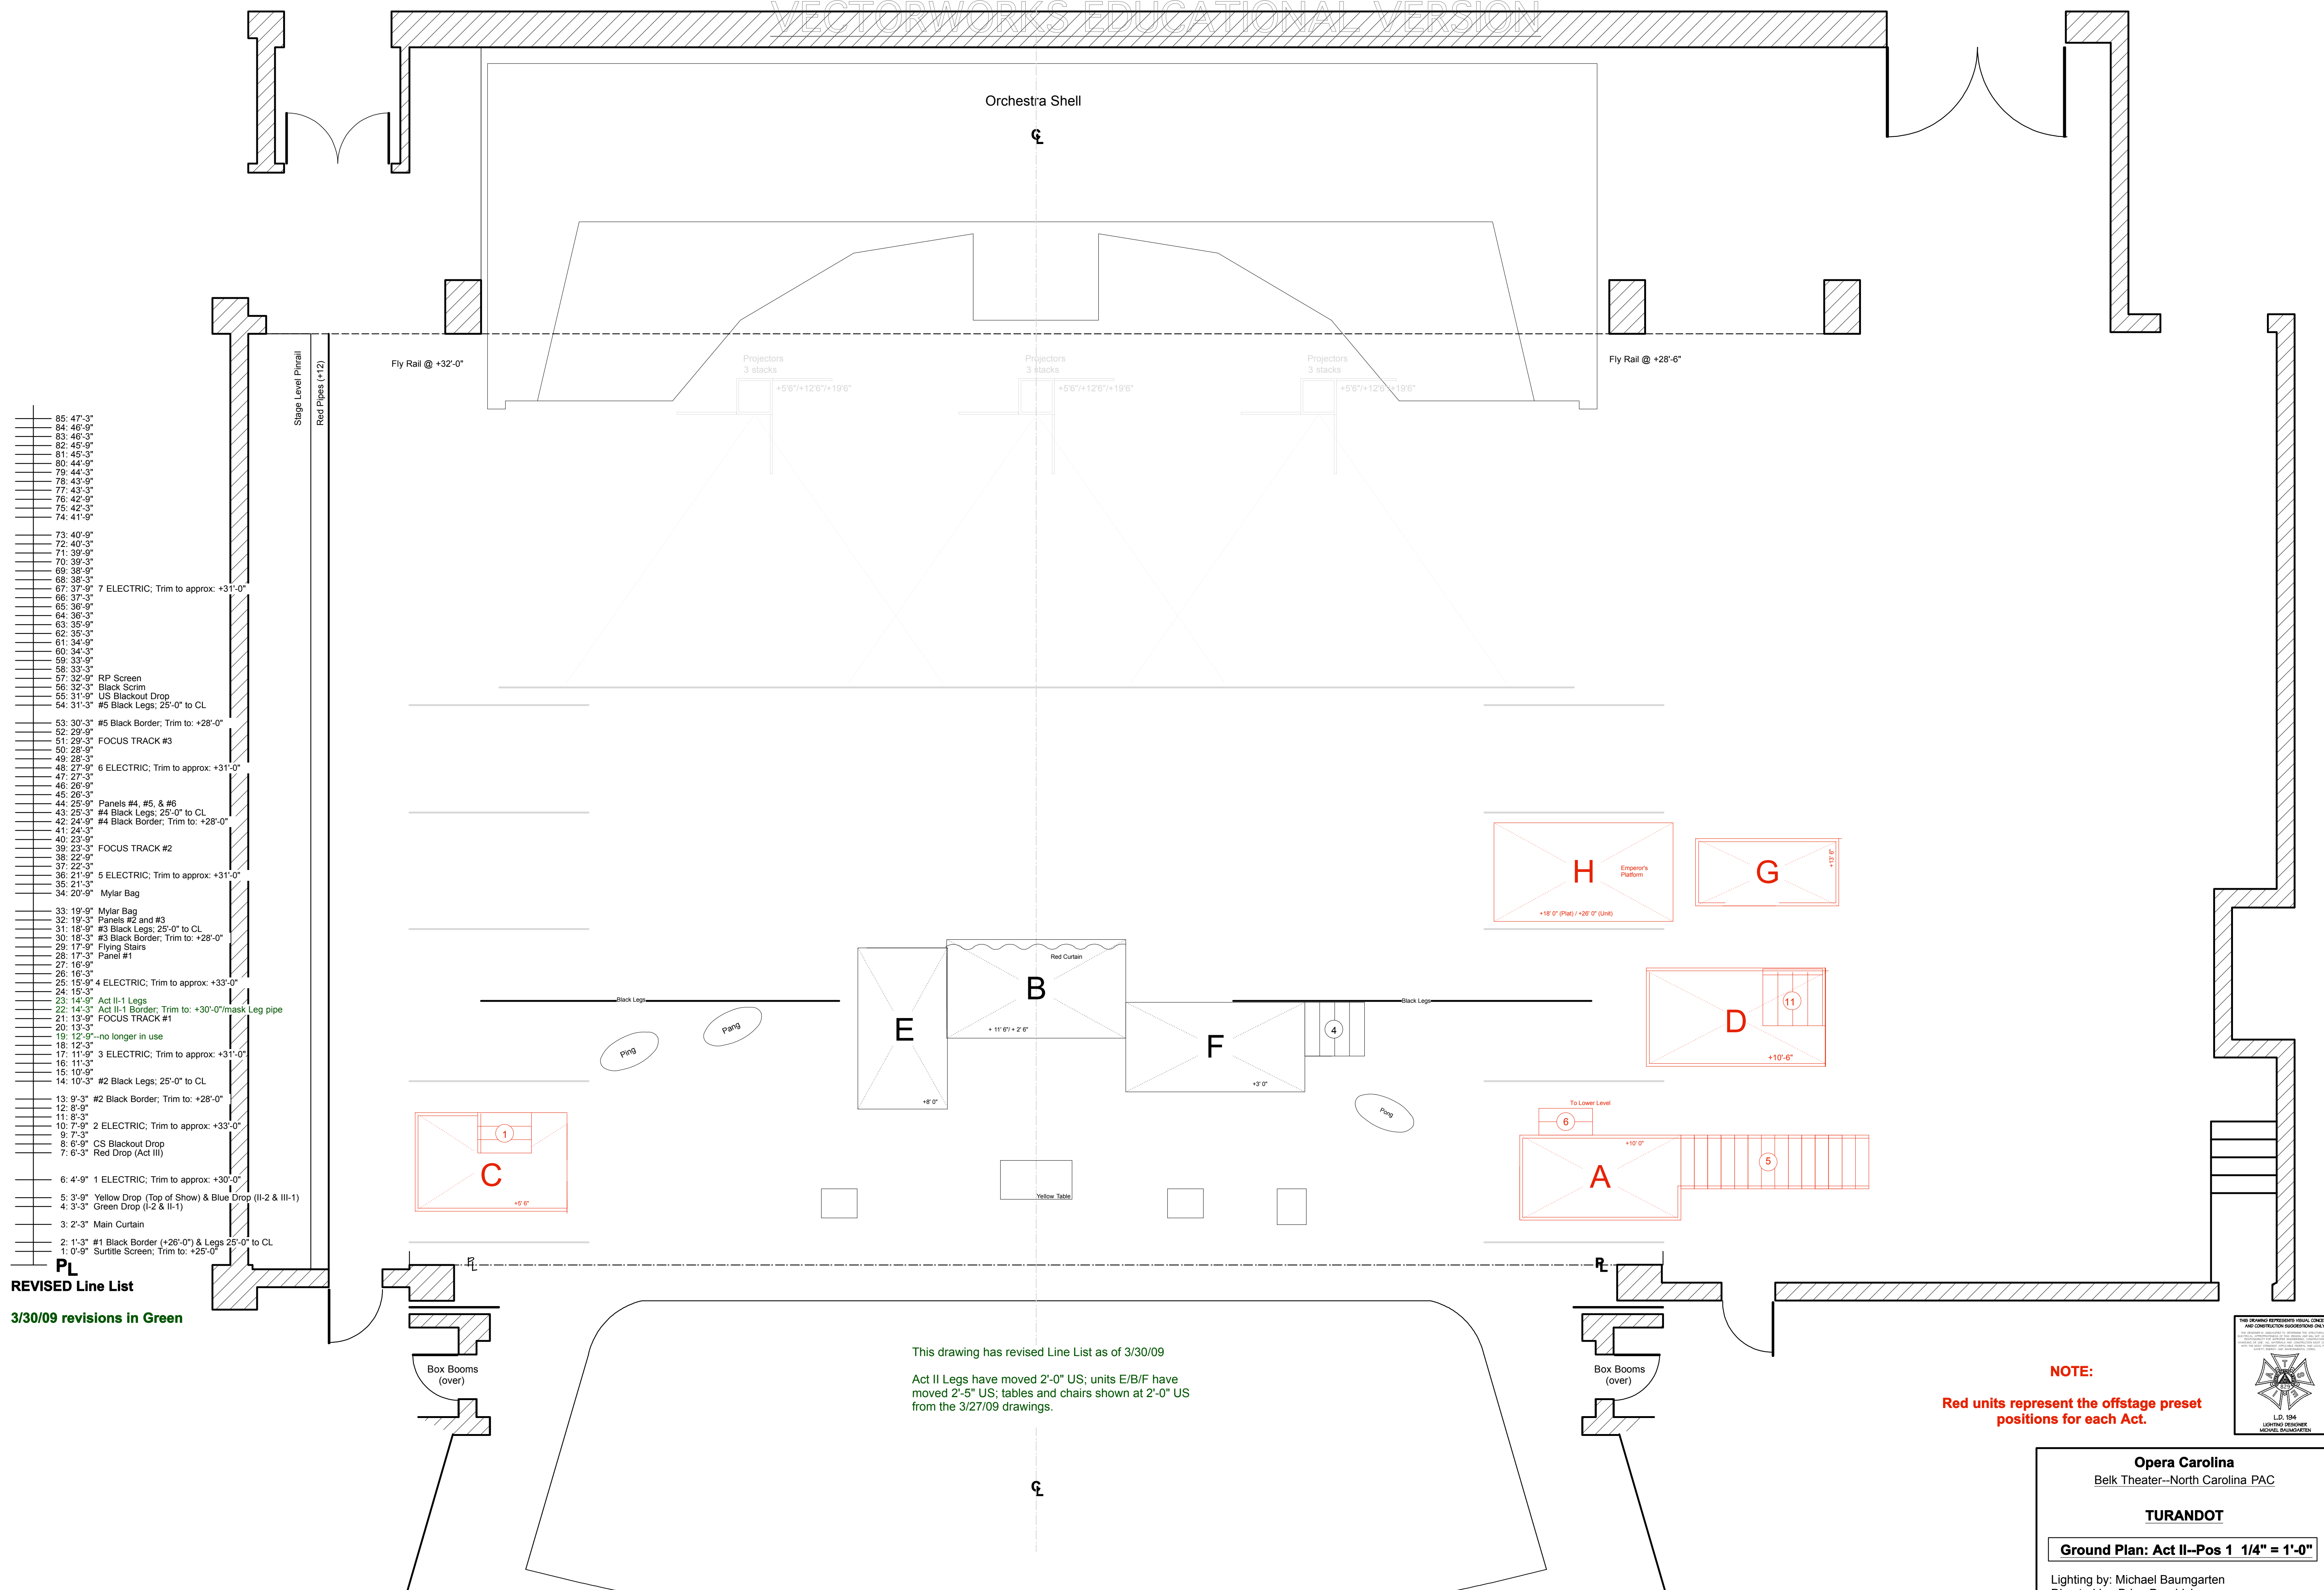 VECTORWORKS EDUCATIONAL VERSION
Orchestra Shell
CL
Stage Level Pinrail
Red Pipes (+12)
Fly Rail @ +32'-0"
Fly Rail @ +28'-6"
Projectors
3 stacks
+5'6"/+12'6"/+19'6"
Projectors
3 stacks
+5'6"/+12'6"/+19'6"
Projectors
3 stacks
+5'6"/+12'6"/+19'6"
85: 47'-3"
84: 46'-9"
83: 46'-3"
82: 45'-9"
81: 45'-3"
80: 44'-9"
79: 44'-3"
78: 43'-9"
77: 43'-3"
76: 42'-9"
75: 42'-3"
74: 41'-9"
73: 40'-9"
72: 40'-3"
71: 39'-9"
70: 39'-3"
69: 38'-9"
68: 38'-3"
67: 37'-9" 7 ELECTRIC; Trim to approx: +31'-0"
66: 37'-3"
65: 36'-9"
64: 36'-3"
63: 35'-9"
62: 35'-3"
61: 34'-9"
60: 34'-3"
59: 33'-9"
58: 33'-3"
57: 32'-9" RP Screen
56: 32'-3" Black Scrim
55: 31'-9" US Blackout Drop
54: 31'-3" #5 Black Legs; 25'-0" to CL
53: 30'-3" #5 Black Border; Trim to: +28'-0"
52: 29'-9"
51: 29'-3" FOCUS TRACK #3
50: 28'-9"
49: 28'-3"
48: 27'-9" 6 ELECTRIC; Trim to approx: +31'-0"
47: 27'-3"
46: 26'-9"
45: 26'-3"
44: 25'-9" Panels #4, #5, & #6
43: 25'-3" #4 Black Legs; 25'-0" to CL
42: 24'-9" #4 Black Border; Trim to: +28'-0"
41: 24'-3"
40: 23'-9"
39: 23'-3" FOCUS TRACK #2
38: 22'-9"
37: 22'-3"
36: 21'-9" 5 ELECTRIC; Trim to approx: +31'-0"
35: 21'-3"
34: 20'-9" Mylar Bag
33: 19'-9" Mylar Bag
32: 19'-3" Panels #2 and #3
31: 18'-9" #3 Black Legs; 25'-0" to CL
30: 18'-3" #3 Black Border; Trim to: +28'-0"
29: 17'-9" Flying Stairs
28: 17'-3" Panel #1
27: 16'-9"
26: 16'-3"
25: 15'-9" 4 ELECTRIC; Trim to approx: +33'-0"
24: 15'-3"
23: 14'-9" Act II-1 Legs
22: 14'-3" Act II-1 Border; Trim to: +30'-0"/mask Leg pipe
21: 13'-9" FOCUS TRACK #1
20: 13'-3"
19: 12'-9"--no longer in use
18: 12'-3"
17: 11'-9" 3 ELECTRIC; Trim to approx: +31'-0"
16: 11'-3"
15: 10'-9"
14: 10'-3" #2 Black Legs; 25'-0" to CL
13: 9'-3" #2 Black Border; Trim to: +28'-0"
12: 8'-9"
11: 8'-3"
10: 7'-9" 2 ELECTRIC; Trim to approx: +33'-0"
9: 7'-3"
8: 6'-9" CS Blackout Drop
7: 6'-3" Red Drop (Act III)
6: 4'-9" 1 ELECTRIC; Trim to approx: +30'-0"
5: 3'-9" Yellow Drop (Top of Show) & Blue Drop (II-2 & III-1)
4: 3'-3" Green Drop (I-2 & II-1)
3: 2'-3" Main Curtain
2: 1'-3" #1 Black Border (+26'-0") & Legs 25'-0" to CL
1: 0'-9" Surtitle Screen; Trim to: +25'-0"
PL
REVISED Line List
3/30/09 revisions in Green
H
Emperor's
Platform
+18' 0" (Plat) / +26' 0" (Unit)
G
+13' 6"
Red Curtain
B
+ 11' 6"/ + 2' 6"
Black Legs
Black Legs
E
+8' 0"
F
+3' 0"
4
Ping
Pang
Pong
D
11
+10'-6"
C
1
+5' 6"
To Lower Level
6
+10' 0"
A
5
Yellow Table
PL
PL
Box Booms
(over)
Box Booms
(over)
This drawing has revised Line List as of 3/30/09
Act II Legs have moved 2'-0" US; units E/B/F have
moved 2'-5" US; tables and chairs shown at 2'-0" US
from the 3/27/09 drawings.
CL
NOTE:
Red units represent the offstage preset
positions for each Act.
THIS DRAWING REPRESENTS VISUAL
AND CONSTRUCTION SUGGESTIONS ONLY
L.D. 194
LIGHTING DESIGNER
MICHAEL BAUMGARTEN
Opera Carolina
Belk Theater--North Carolina PAC
TURANDOT
Ground Plan: Act II--Pos 1 1/4" = 1'-0"
Lighting by: Michael Baumgarten